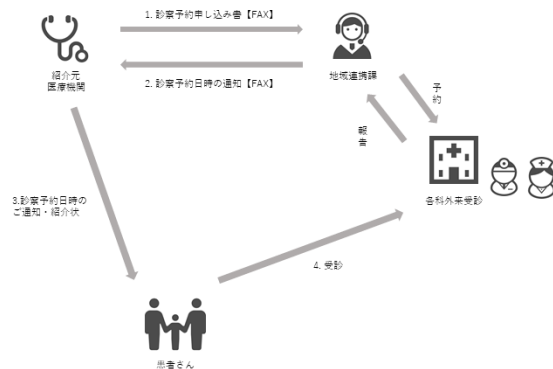 1. 診察予約申し込み書【FAX】
2. 診察予約日時の通知【FAX】
紹介元
医療機関
地域連携課
予
約
報
告
各科外来受診
3.診察予約日時の
ご通知・紹介状
4. 受診
患者さん